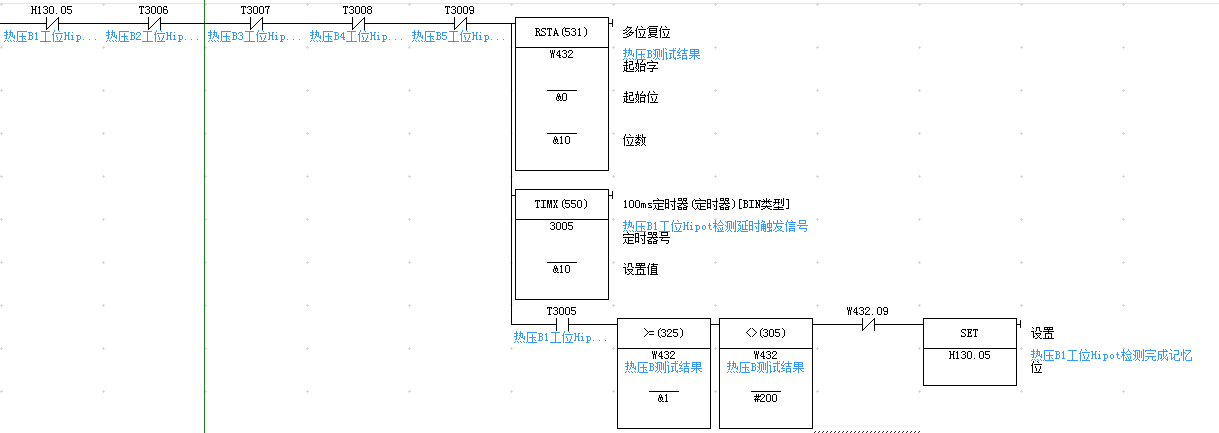 H130.05 T3006 T3007 T3008 T3009
热压B1工位Hip... 热压B2工位Hip... 热压B3工位Hip... 热压B4工位Hip... 热压B5工位Hip...
RSTA(531) 多位复位
W432 热压B测试结果
起始字
&0 起始位
&10 位数
TIMX(550) 100ms定时器(定时器)[BIN类型]
3005 热压B1工位Hipot检测延时触发信号
定时器号
&10 设置值
T3005 W432.09
热压B1工位Hip...
>=(325) <>(305) SET 设置
W432 W432 H130.05 热压B1工位Hipot检测完成记忆
热压B测试结果 热压B测试结果 位
&1 #200